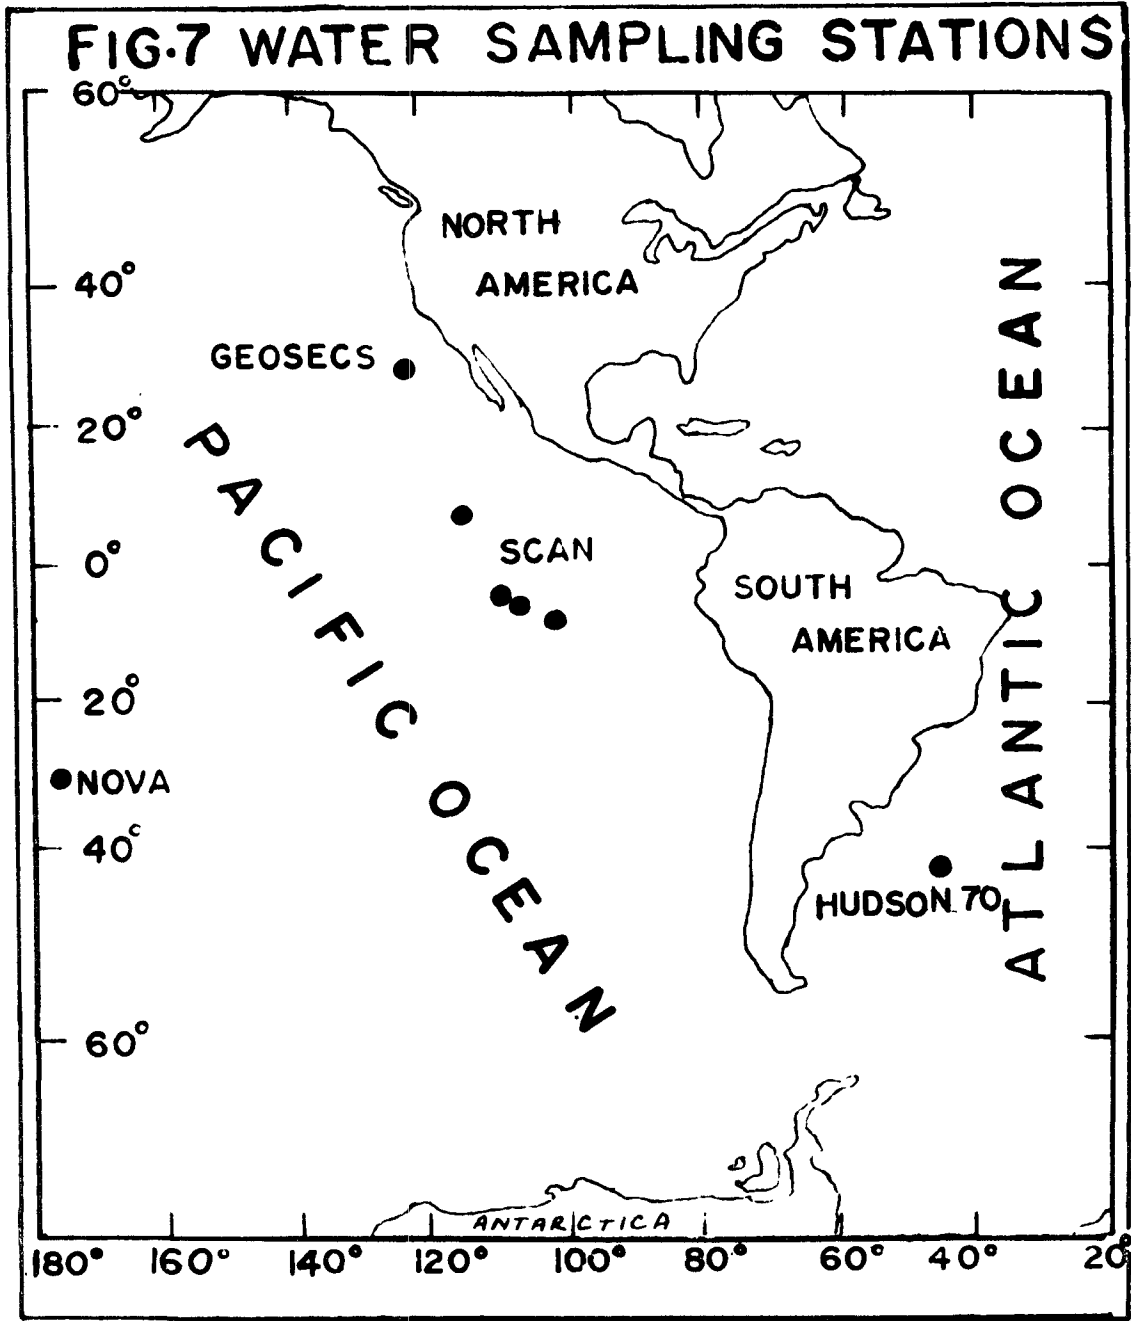 FIG.7 WATER SAMPLING STATIONS
60°
NORTH
AMERICA
40°
GEOSECS
20°
PACIFIC OCEAN
ATLANTIC OCEAN
SCAN
0°
SOUTH
AMERICA
20°
NOVA
40°
HUDSON 70
60°
ANTARCTICA
180° 160° 140° 120° 100° 80° 60° 40° 20°